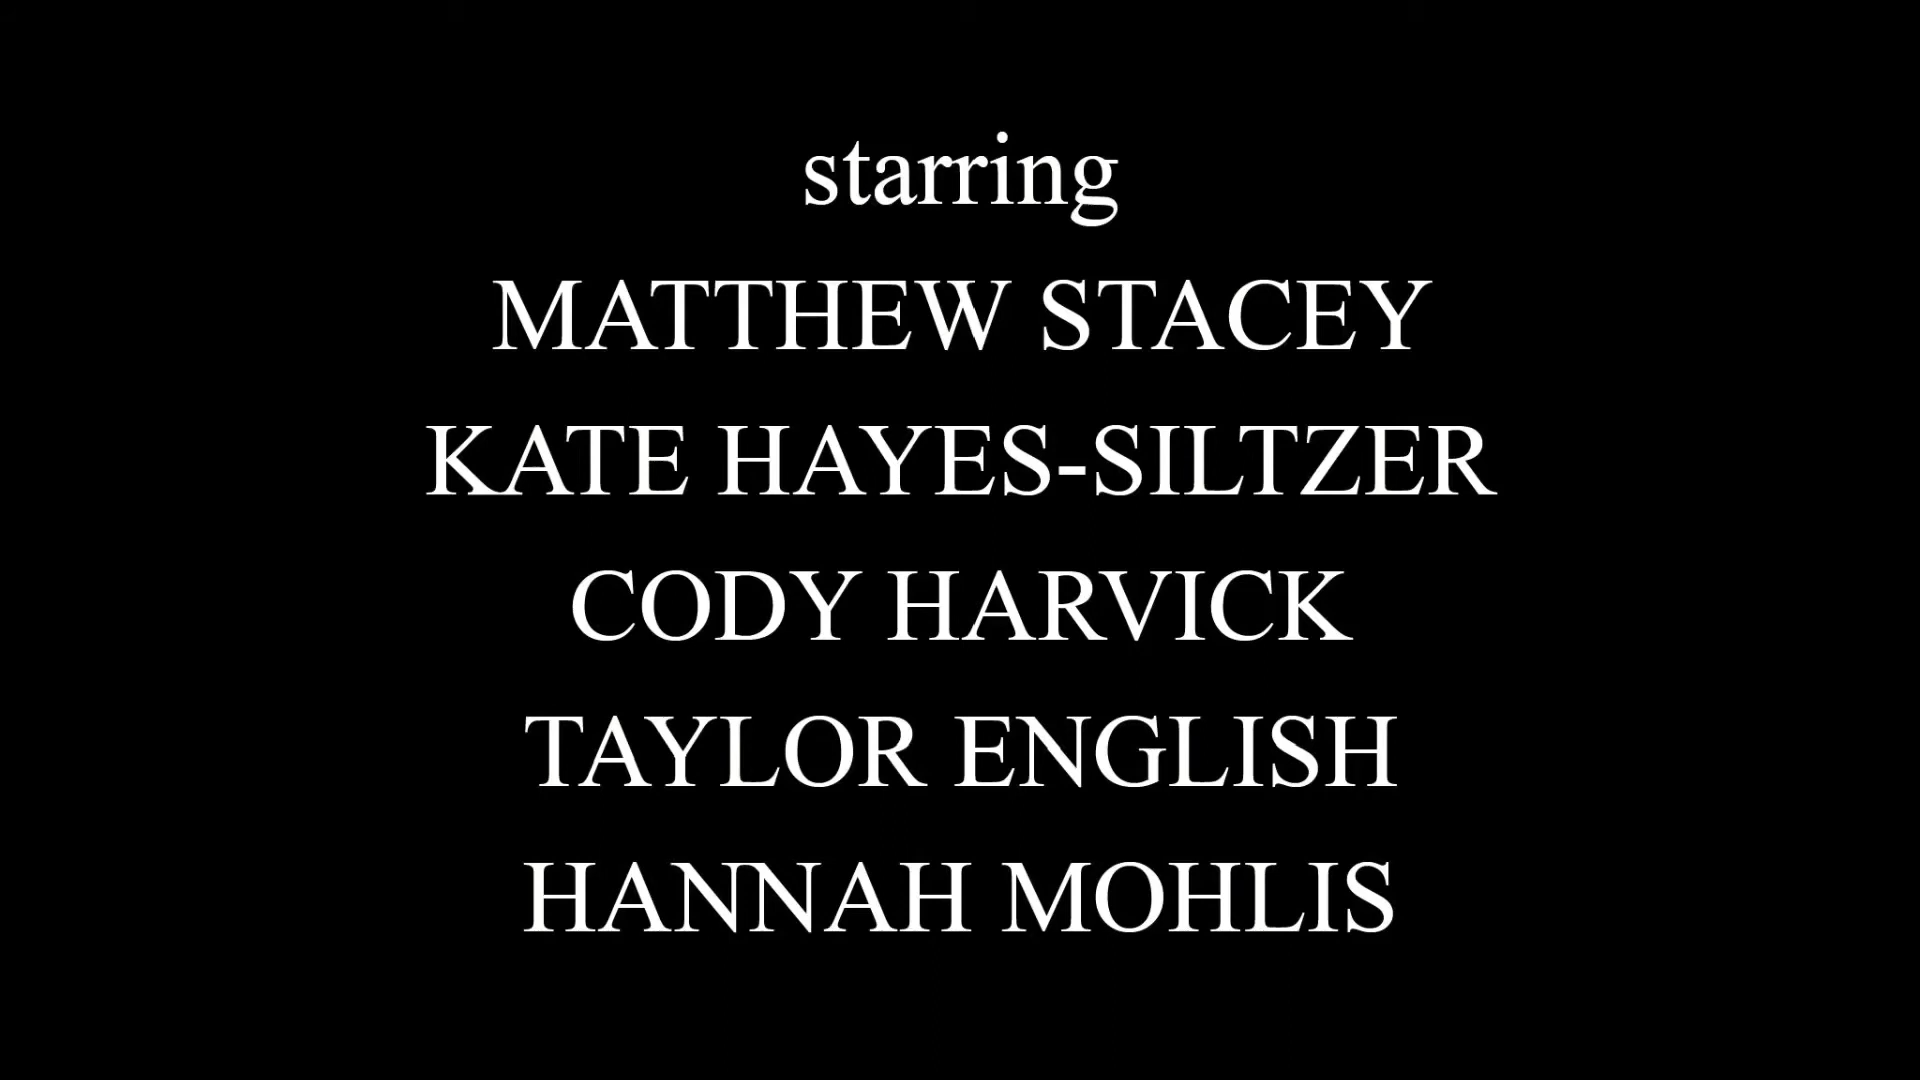 starring
MATTHEW STACEY
KATE HAYES-SILTZER
CODY HARVICK
TAYLOR ENGLISH
HANNAH MOHLIS